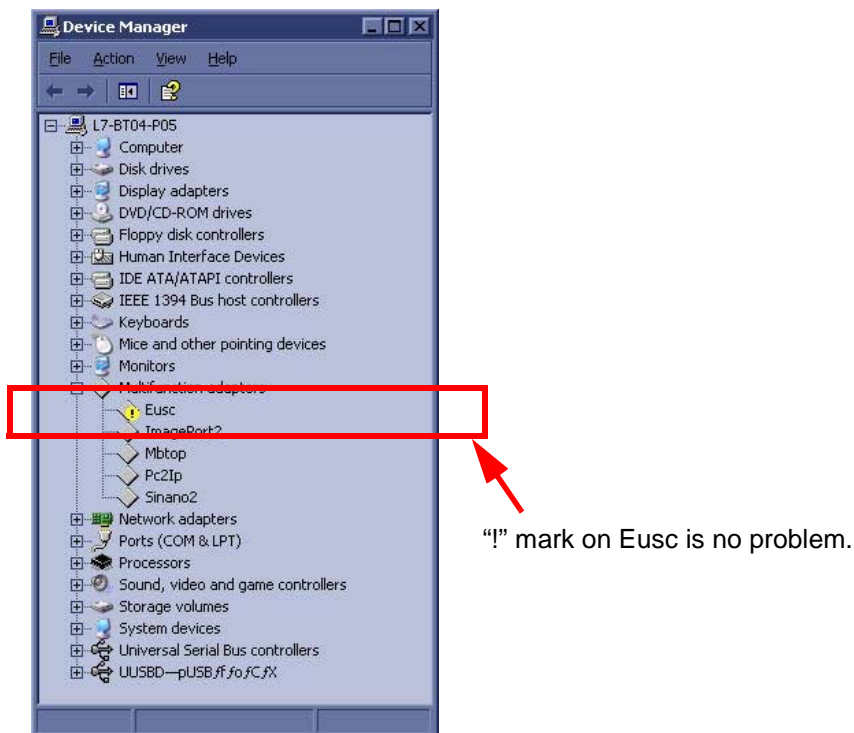 Device Manager
File Action View Help
L7-BT04-P05
Computer
Disk drives
Display adapters
DVD/CD-ROM drives
Floppy disk controllers
Human Interface Devices
IDE ATA/ATAPI controllers
IEEE 1394 Bus host controllers
Keyboards
Mice and other pointing devices
Monitors
Multifunction adapters
Eusc
ImagePort2
Mbtop
Pc2Ip
Sinano2
Network adapters
Ports (COM & LPT)
Processors
Sound, video and game controllers
Storage volumes
System devices
Universal Serial Bus controllers
UUSBD—pUSBƒfƒoƒCƒX
“!” mark on Eusc is no problem.